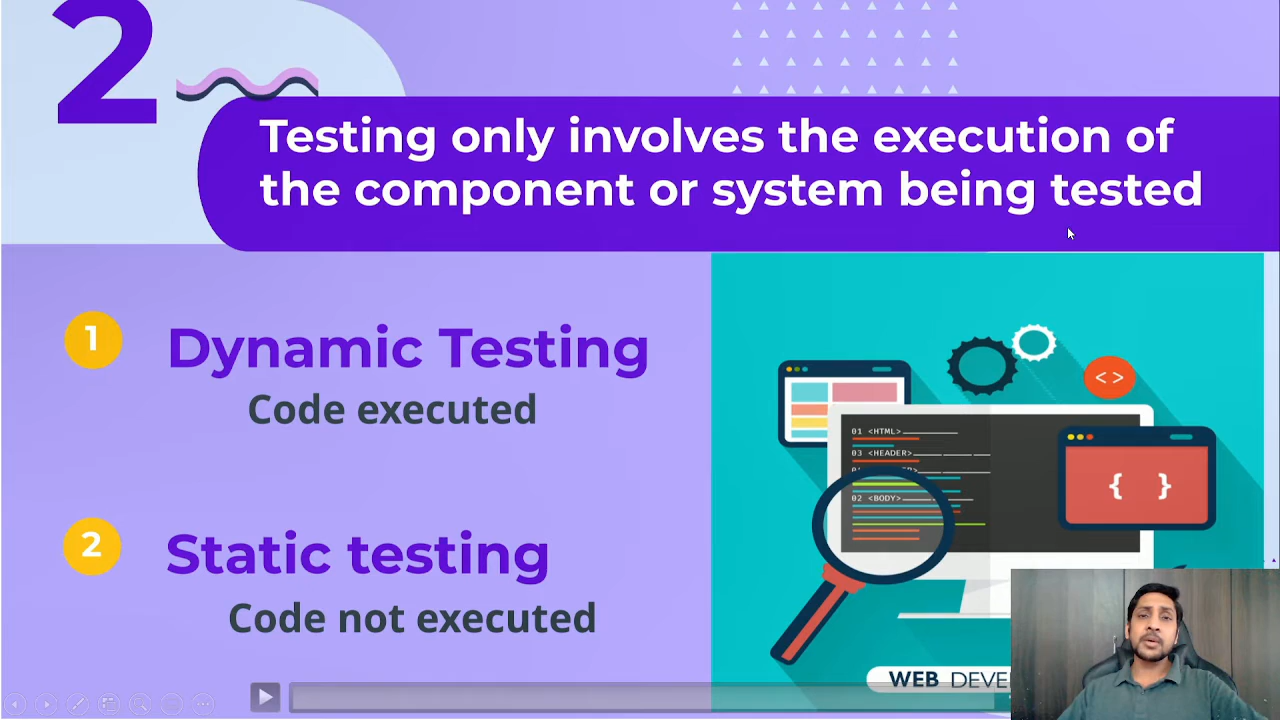 2
Testing only involves the execution of
the component or system being tested
1
Dynamic Testing
Code executed
2
Static testing
Code not executed
01 <HTML>
03 <HEADER>
02 <BODY>
< >
{ }
WEB DEVE